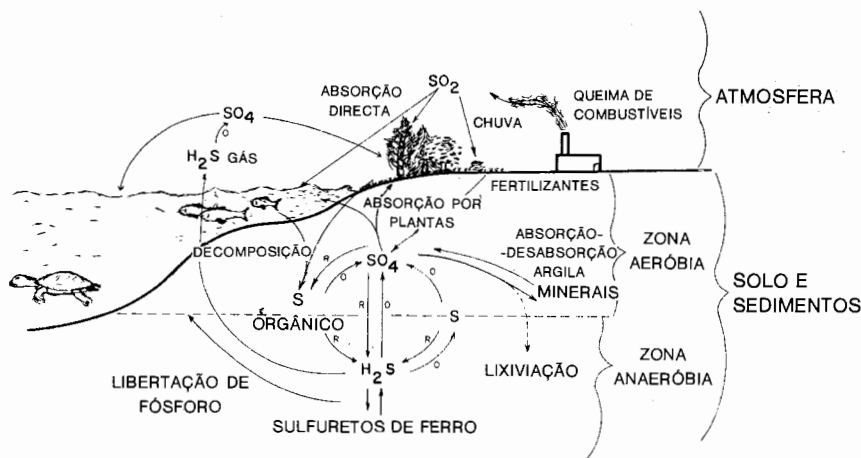 SO2
ABSORÇÃO
DIRECTA
QUEIMA DE
COMBUSTÍVEIS
ATMOSFERA
SO4
O
CHUVA
H2S GÁS
FERTILIZANTES
ABSORÇÃO POR
PLANTAS
DECOMPOSIÇÃO
ABSORÇÃO-
-DESABSORÇÃO
ARGILA
MINERAIS
ZONA
AERÓBIA
SOLO E
SEDIMENTOS
R
SO4
O
O
S
ORGÂNICO
R
O
S
R
R
O
H2S
LIXIVIAÇÃO
ZONA
ANAERÓBIA
LIBERTAÇÃO DE
FÓSFORO
SULFURETOS DE FERRO